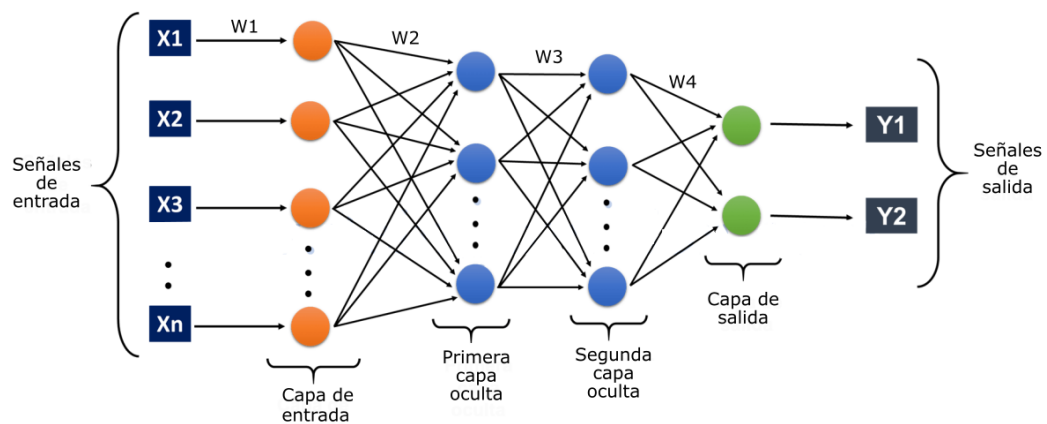 X1
W1
W2
W3
W4
X2
Y1
Señales
de
entrada
Señales
de
salida
X3
Y2
Xn
Capa de
entrada
Primera
capa
oculta
Segunda
capa
oculta
Capa de
salida